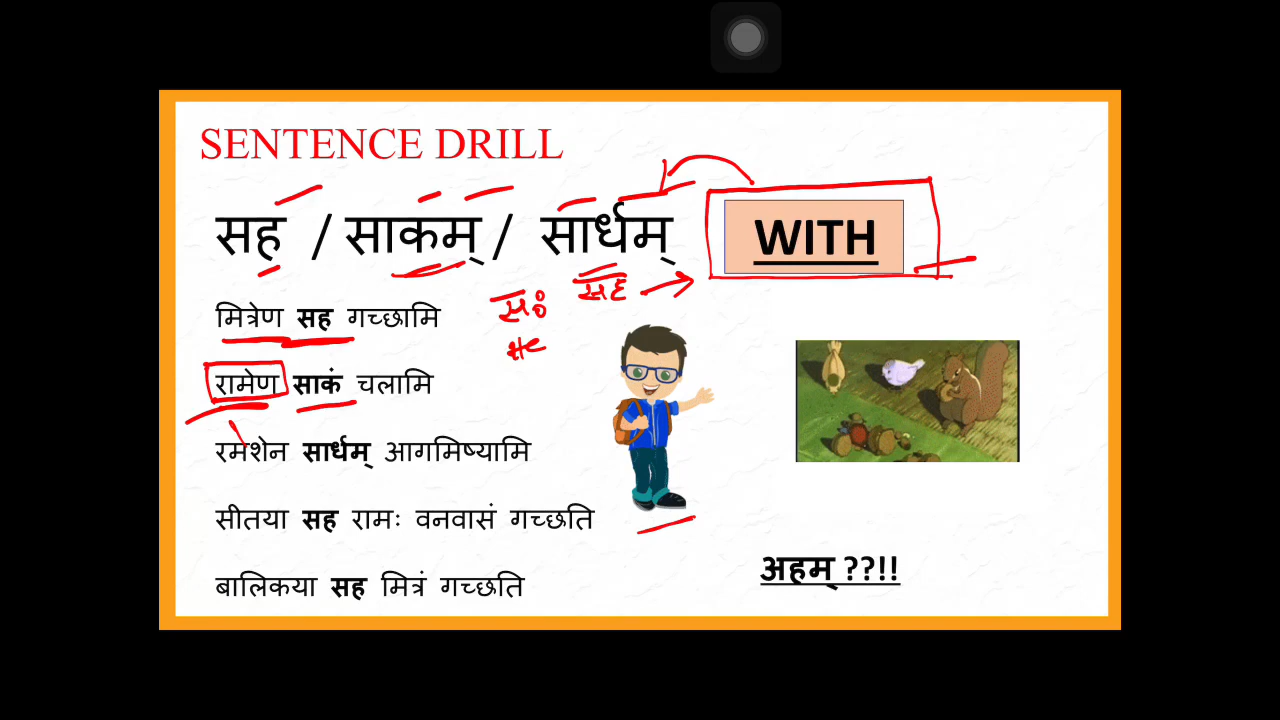 SENTENCE DRILL
सह / साकम् / सार्धम् WITH
सह
मित्रेण सह गच्छामि
रामेण साकं चलामि
रमेशेन सार्धम् आगमिष्यामि
सीतया सह रामः वनवासं गच्छति
बालिकया सह मित्रं गच्छति
अहम् ??!!